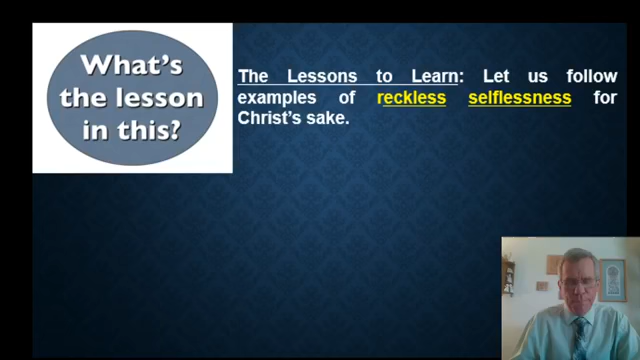 What's
the lesson
in this?
The Lessons to Learn: Let us follow
examples of reckless selflessness for
Christ's sake.